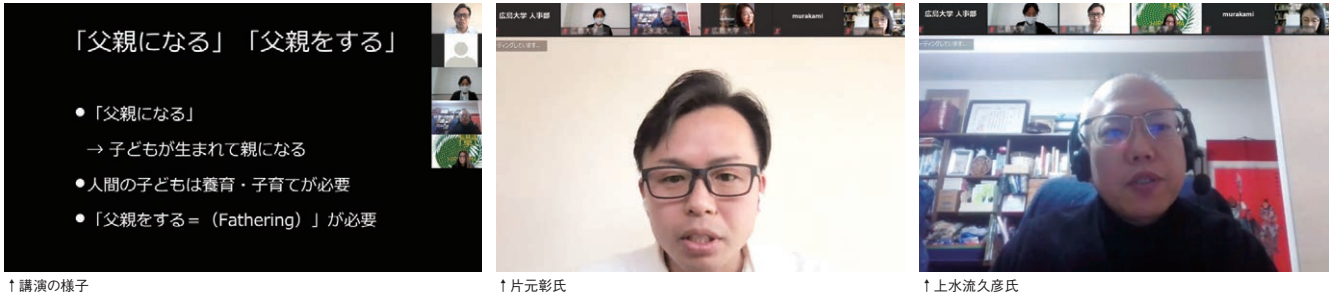 「父親になる」「父親をする」
●「父親になる」
→ 子どもが生まれて親になる
●人間の子どもは養育・子育てが必要
●「父親をする＝（Fathering）」が必要
↑講演の様子
広島大学 人事部
murakami
↑片元彰氏
広島大学 人事部
murakami
↑上水流久彦氏